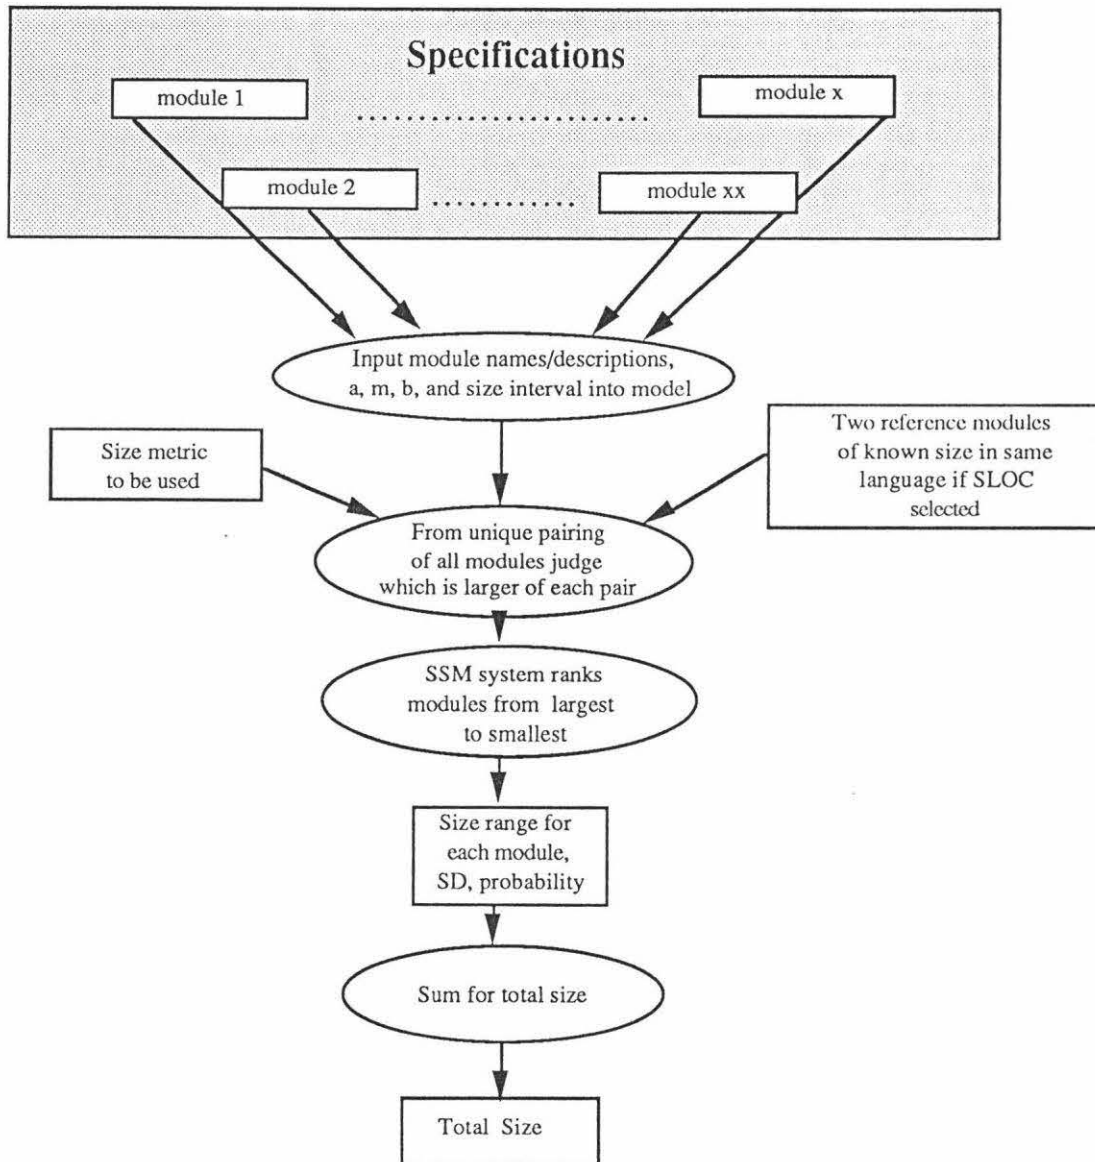 Specifications
module 1
module x
module 2
module xx
Input module names/descriptions,
a, m, b, and size interval into model
Size metric
to be used
Two reference modules
of known size in same
language if SLOC
selected
From unique pairing
of all modules judge
which is larger of each pair
SSM system ranks
modules from largest
to smallest
Size range for
each module,
SD, probability
Sum for total size
Total Size